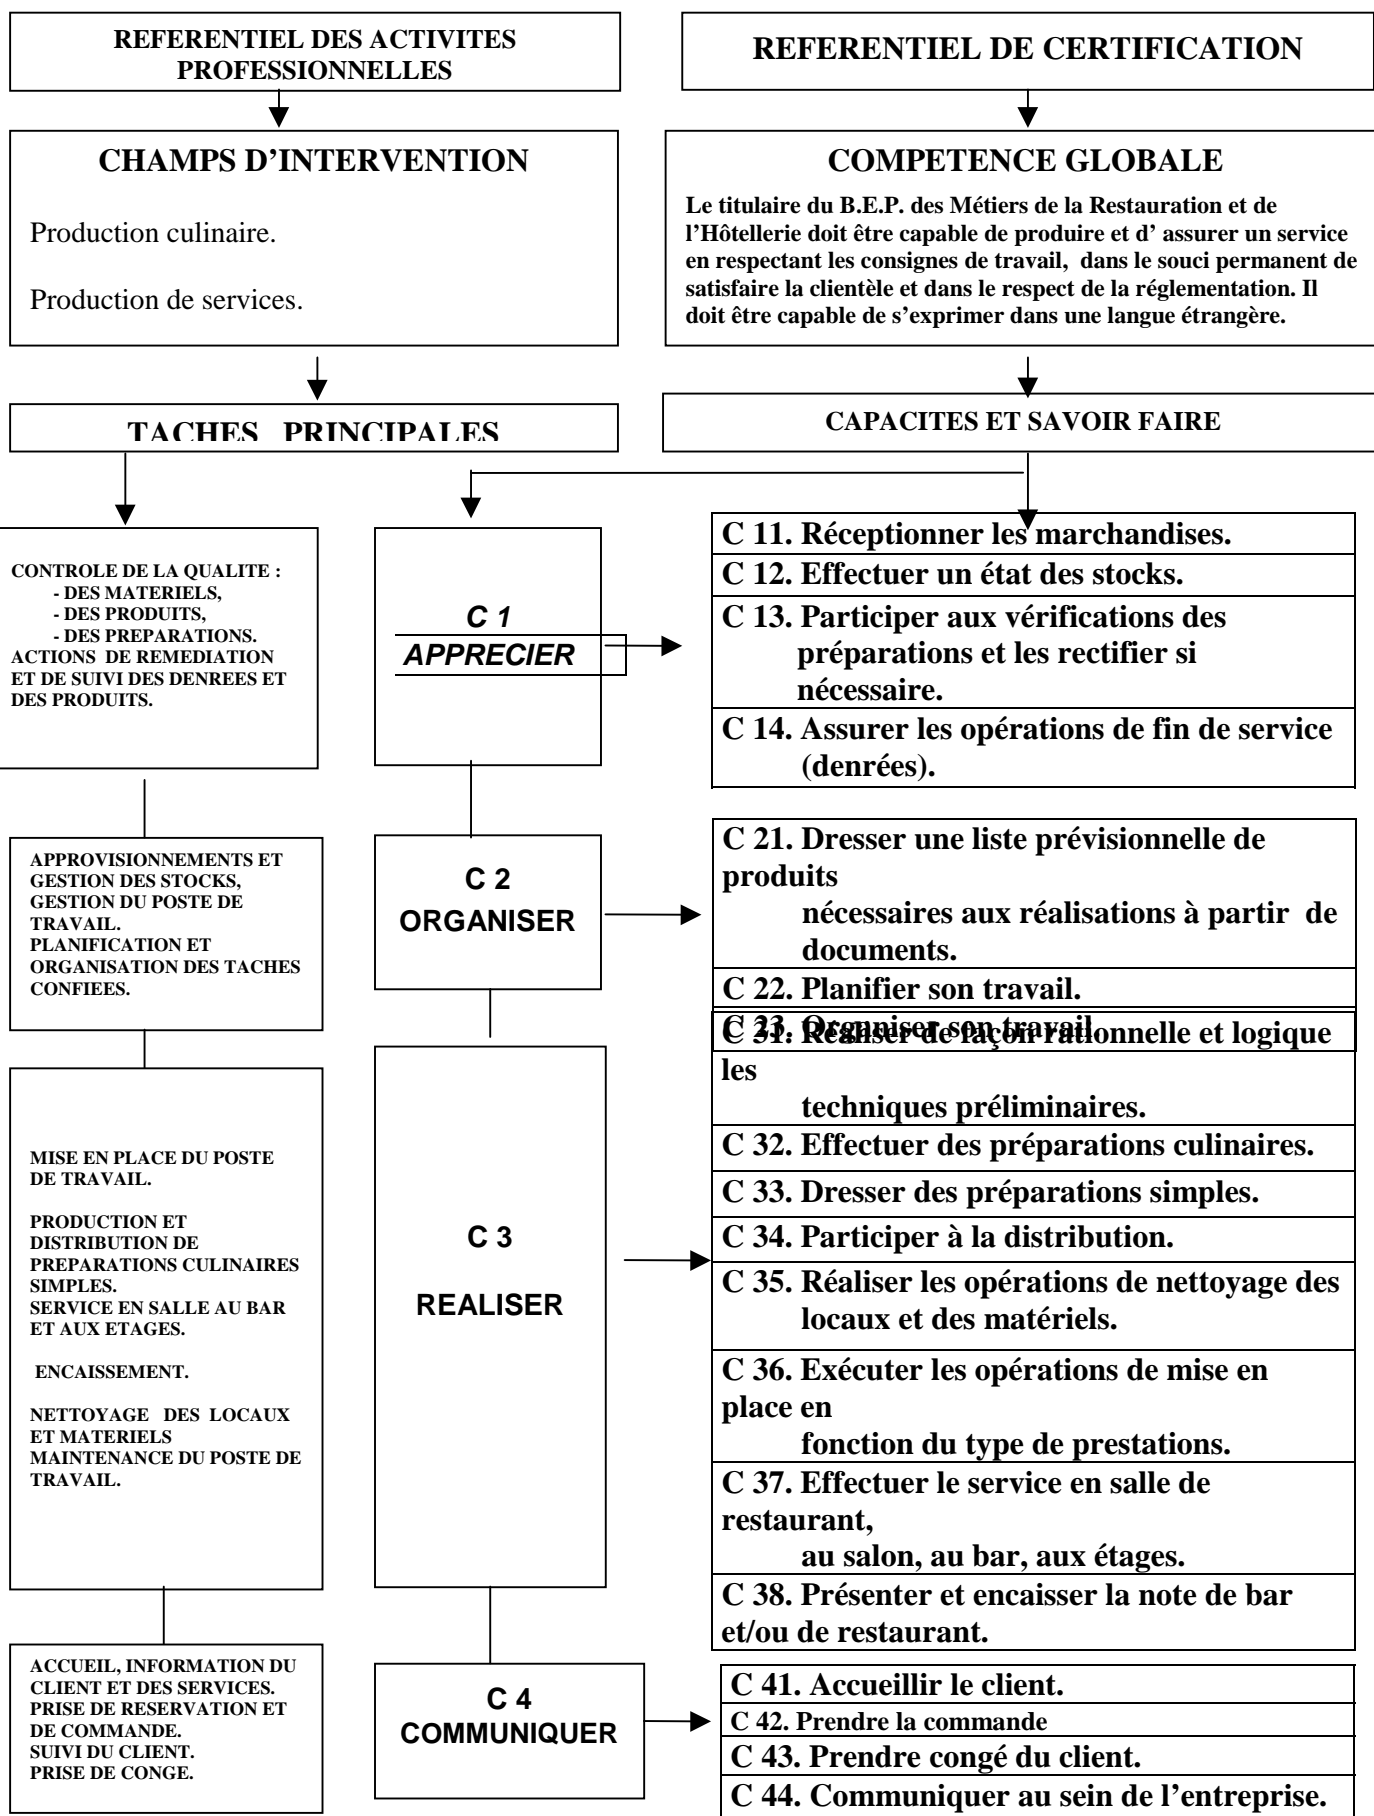 REFERENTIEL DES ACTIVITES
PROFESSIONNELLES
REFERENTIEL DE CERTIFICATION
CHAMPS D'INTERVENTION
Production culinaire.
Production de services.
COMPETENCE GLOBALE
Le titulaire du B.E.P. des Métiers de la Restauration et de
l'Hôtellerie doit être capable de produire et d' assurer un service
en respectant les consignes de travail, dans le souci permanent de
satisfaire la clientèle et dans le respect de la réglementation. Il
doit être capable de s'exprimer dans une langue étrangère.
TACHES PRINCIPALES
CAPACITES ET SAVOIR FAIRE
CONTROLE DE LA QUALITE :
- DES MATERIELS,
- DES PRODUITS,
- DES PREPARATIONS.
ACTIONS DE REMEDIATION
ET DE SUIVI DES DENREES ET
DES PRODUITS.
C 1
APPRECIER
C 11. Réceptionner les marchandises.
C 12. Effectuer un état des stocks.
C 13. Participer aux vérifications des
préparations et les rectifier si
nécessaire.
C 14. Assurer les opérations de fin de service
(denrées).
APPROVISIONNEMENTS ET
GESTION DES STOCKS,
GESTION DU POSTE DE
TRAVAIL.
PLANIFICATION ET
ORGANISATION DES TACHES
CONFIEES.
C 2
ORGANISER
C 21. Dresser une liste prévisionnelle de
produits
nécessaires aux réalisations à partir de
documents.
C 22. Planifier son travail.
C 23. Organiser son travail.
MISE EN PLACE DU POSTE
DE TRAVAIL.
PRODUCTION ET
DISTRIBUTION DE
PREPARATIONS CULINAIRES
SIMPLES.
SERVICE EN SALLE AU BAR
ET AUX ETAGES.
ENCAISSEMENT.
NETTOYAGE DES LOCAUX
ET MATERIELS
MAINTENANCE DU POSTE DE
TRAVAIL.
C 3
REALISER
C 31. Réaliser de façon rationnelle et logique
les
techniques préliminaires.
C 32. Effectuer des préparations culinaires.
C 33. Dresser des préparations simples.
C 34. Participer à la distribution.
C 35. Réaliser les opérations de nettoyage des
locaux et des matériels.
C 36. Exécuter les opérations de mise en
place en
fonction du type de prestations.
C 37. Effectuer le service en salle de
restaurant,
au salon, au bar, aux étages.
C 38. Présenter et encaisser la note de bar
et/ou de restaurant.
ACCUEIL, INFORMATION DU
CLIENT ET DES SERVICES.
PRISE DE RESERVATION ET
DE COMMANDE.
SUIVI DU CLIENT.
PRISE DE CONGE.
C 4
COMMUNIQUER
C 41. Accueillir le client.
C 42. Prendre la commande
C 43. Prendre congé du client.
C 44. Communiquer au sein de l'entreprise.